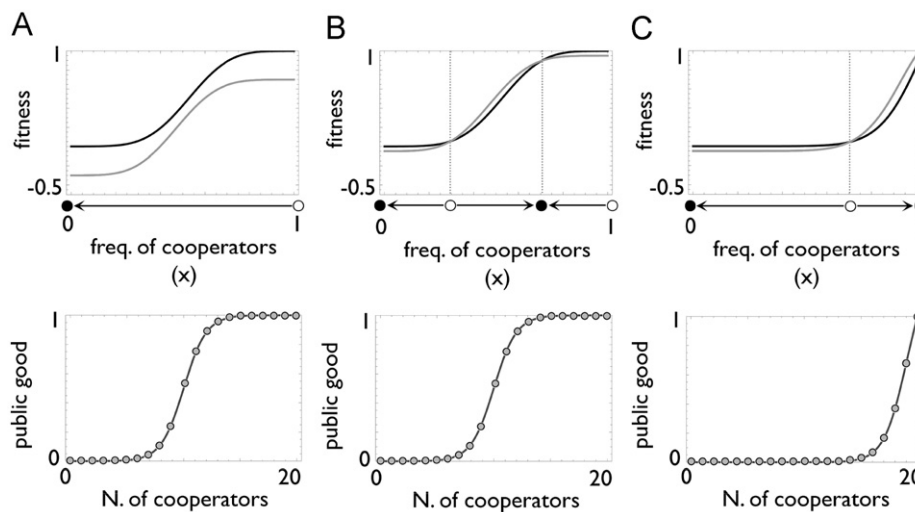 A
1
fitness
-0.5
0
1
freq. of cooperators
(x)
1
public good
0
0
20
N. of cooperators
B
1
fitness
-0.5
0
1
freq. of cooperators
(x)
1
public good
0
0
20
N. of cooperators
C
1
fitness
-0.5
0
freq. of cooperators
(x)
1
public good
0
0
20
N. of cooperators